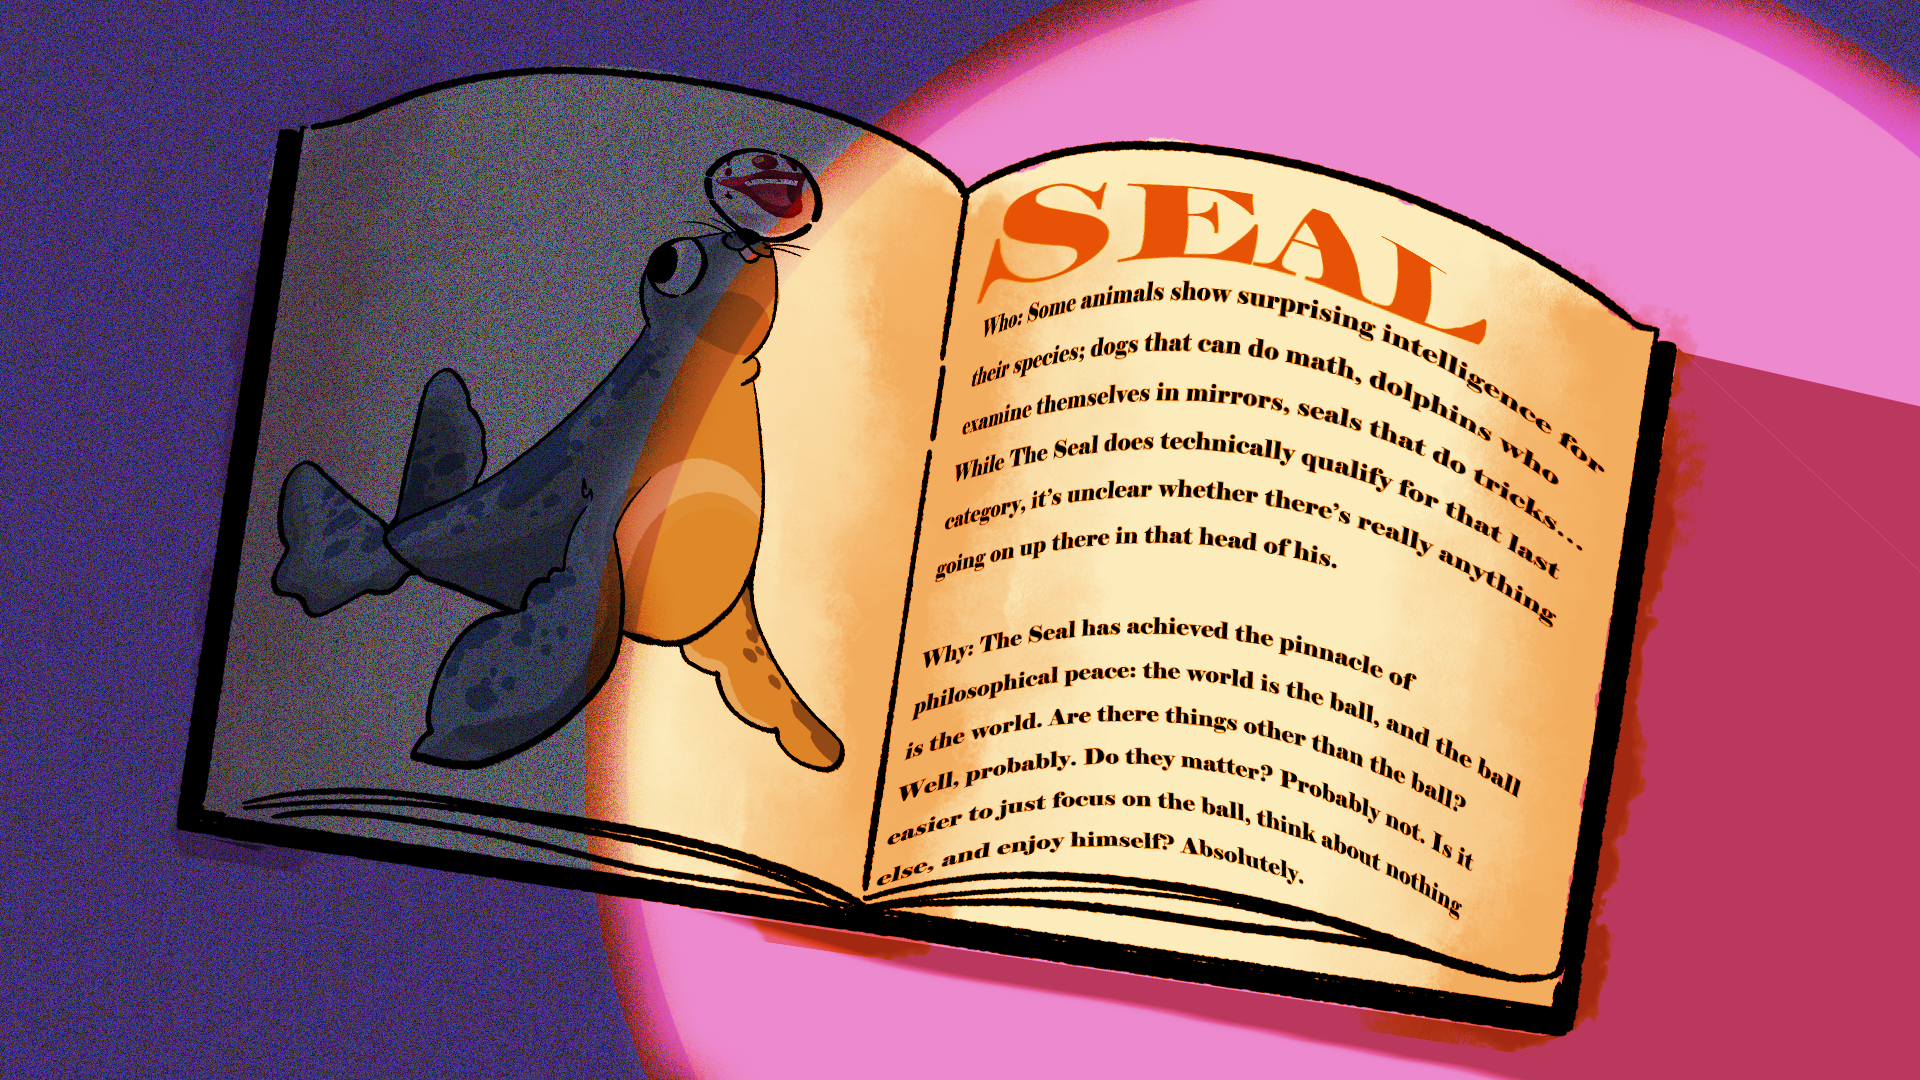 SEAL
Who: Some animals show surprising intelligence for
their species; dogs that can do math, dolphins who
examine themselves in mirrors, seals that do tricks...
While The Seal does technically qualify for that last
category, it's unclear whether there's really anything
going on up there in that head of his.
Why: The Seal has achieved the pinnacle of
philosophical peace: the world is the ball, and the ball
is the world. Are there things other than the ball?
Well, probably. Do they matter? Probably not. Is it
easier to just focus on the ball, think about nothing
else, and enjoy himself? Absolutely.